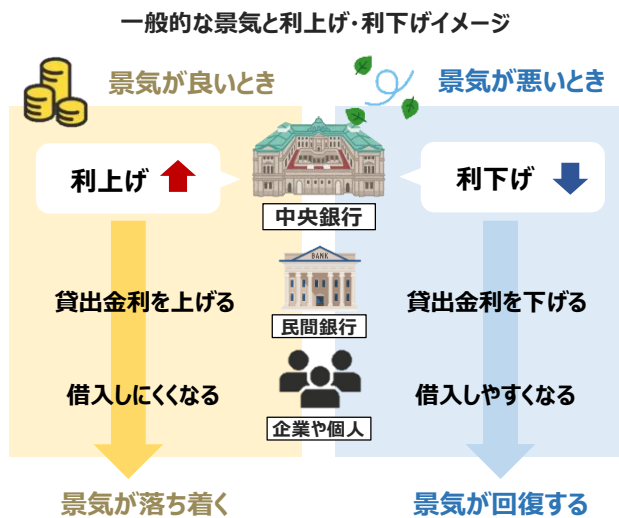 一般的な景気と利上げ・利下げイメージ
景気が良いとき
景気が悪いとき
利上げ
利下げ
中央銀行
BANK
貸出金利を上げる
貸出金利を下げる
民間銀行
借入しにくくなる
借入しやすくなる
企業や個人
景気が落ち着く
景気が回復する